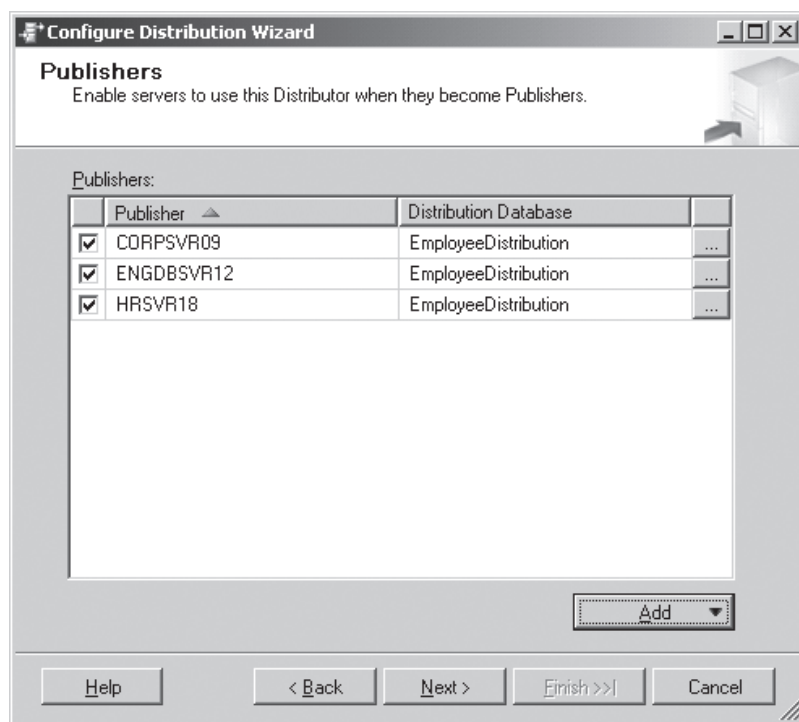 Configure Distribution Wizard
Publishers
Enable servers to use this Distributor when they become Publishers.
Publishers:
Publisher Distribution Database
CORPSVR09 EmployeeDistribution ...
ENGDBSVR12 EmployeeDistribution ...
HRSVR18 EmployeeDistribution ...
Add
Help < Back Next > Finish >>| Cancel